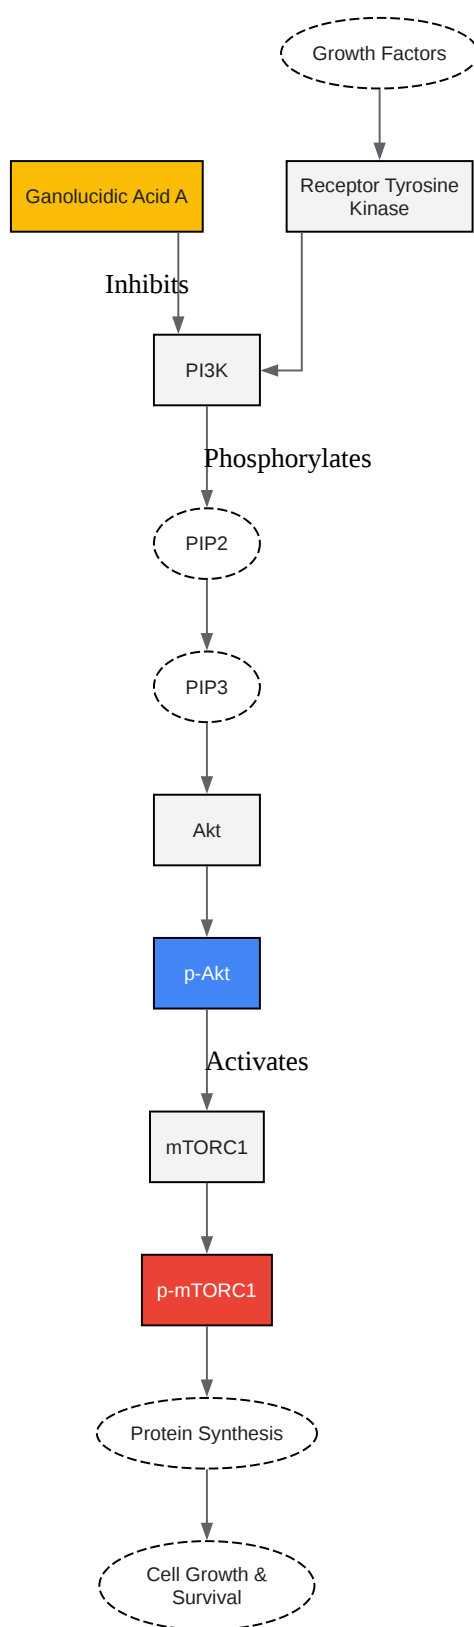 Growth Factors
Ganolucidic Acid A
Receptor Tyrosine
Kinase
Inhibits
PI3K
Phosphorylates
PIP2
PIP3
Akt
p-Akt
Activates
mTORC1
p-mTORC1
Protein Synthesis
Cell Growth &
Survival